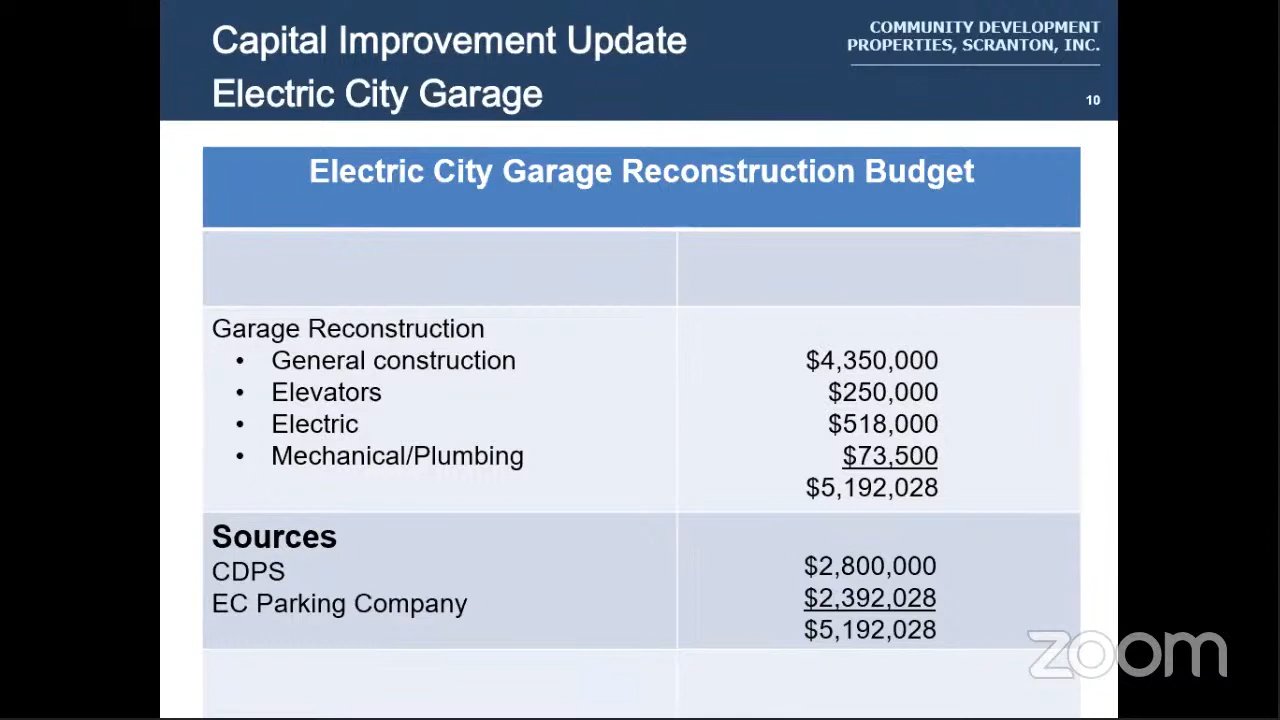 Capital Improvement Update
Electric City Garage
COMMUNITY DEVELOPMENT
PROPERTIES, SCRANTON, INC.
10
Electric City Garage Reconstruction Budget
Garage Reconstruction
• General construction $4,350,000
• Elevators $250,000
• Electric $518,000
• Mechanical/Plumbing $73,500
$5,192,028
Sources
CDPS $2,800,000
EC Parking Company $2,392,028
$5,192,028
zoom